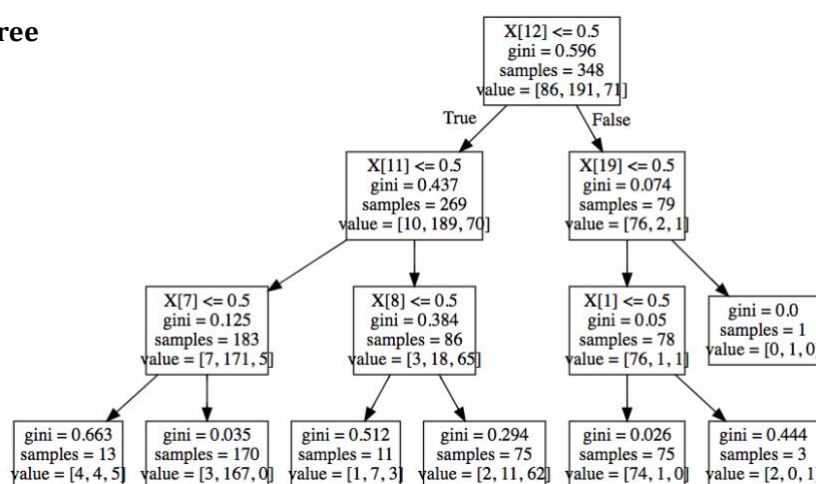 ree
X[12] <= 0.5
gini = 0.596
samples = 348
value = [86, 191, 71]
True
False
X[11] <= 0.5
gini = 0.437
samples = 269
value = [10, 189, 70]
X[19] <= 0.5
gini = 0.074
samples = 79
value = [76, 2, 1]
X[7] <= 0.5
gini = 0.125
samples = 183
value = [7, 171, 5]
X[8] <= 0.5
gini = 0.384
samples = 86
value = [3, 18, 65]
X[1] <= 0.5
gini = 0.05
samples = 78
value = [76, 1, 1]
gini = 0.0
samples = 1
value = [0, 1, 0]
gini = 0.663
samples = 13
value = [4, 4, 5]
gini = 0.035
samples = 170
value = [3, 167, 0]
gini = 0.512
samples = 11
value = [1, 7, 3]
gini = 0.294
samples = 75
value = [2, 11, 62]
gini = 0.026
samples = 75
value = [74, 1, 0]
gini = 0.444
samples = 3
value = [2, 0, 1]